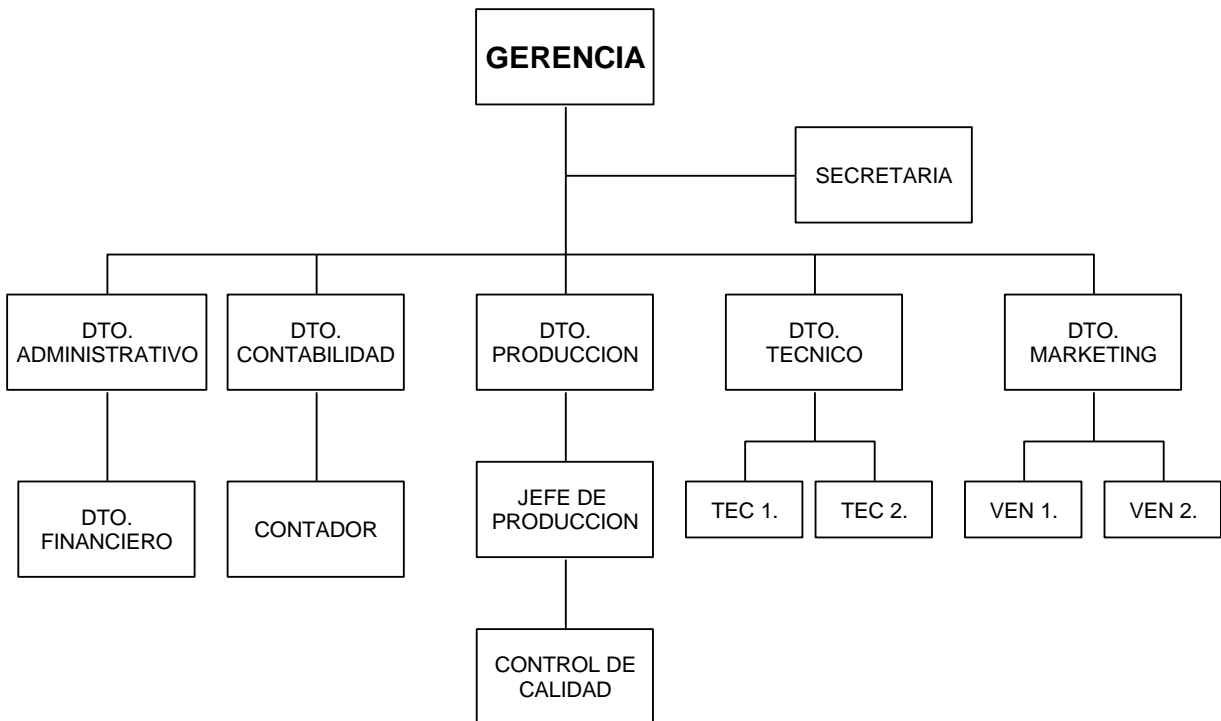 GERENCIA
SECRETARIA
DTO.
ADMINISTRATIVO
DTO.
CONTABILIDAD
DTO.
PRODUCCION
DTO.
TECNICO
DTO.
MARKETING
DTO.
FINANCIERO
CONTADOR
JEFE DE
PRODUCCION
TEC 1.
TEC 2.
VEN 1.
VEN 2.
CONTROL DE
CALIDAD